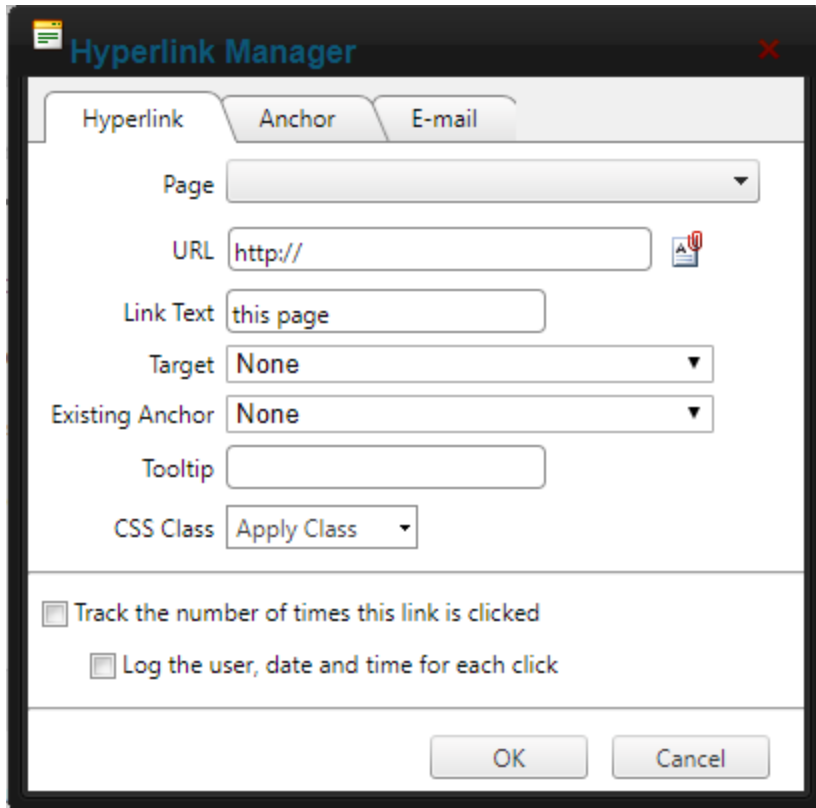 Hyperlink Manager
Hyperlink Anchor E-mail
Page
URL http://
Link Text this page
Target None
Existing Anchor None
Tooltip
CSS Class Apply Class
Track the number of times this link is clicked
Log the user, date and time for each click
OK Cancel